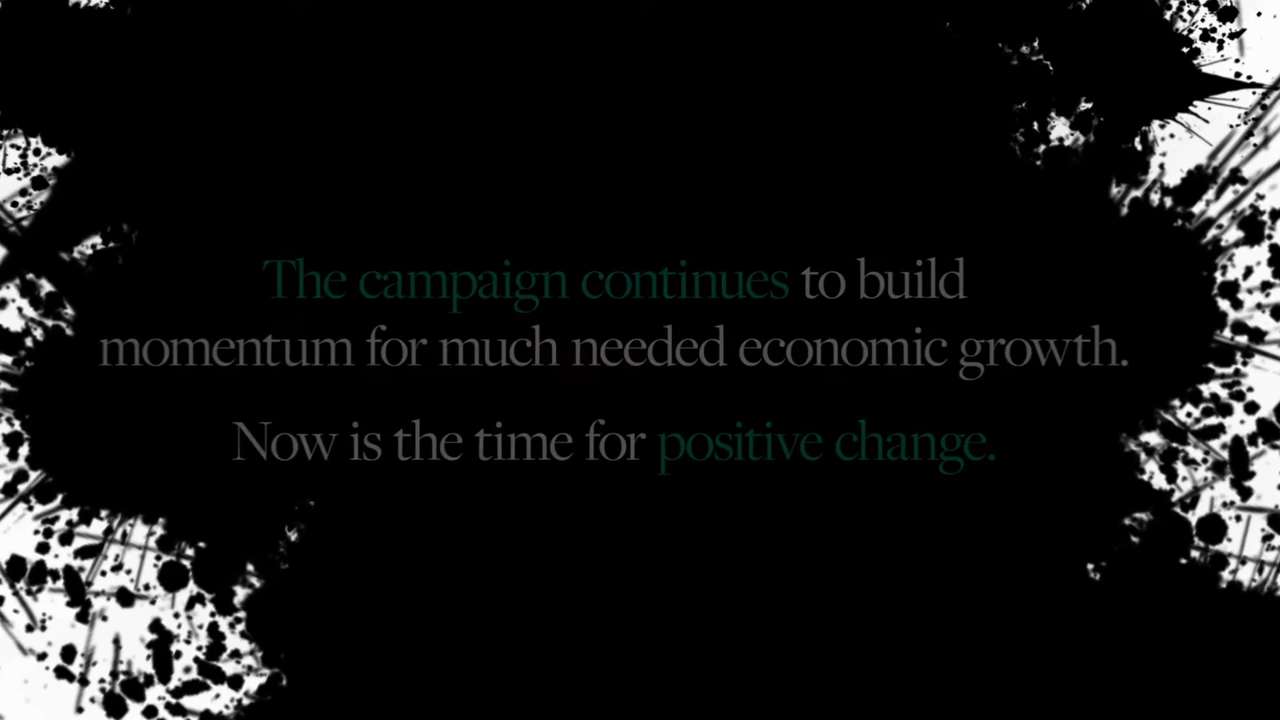 The campaign continues to build
momentum for much needed economic growth.
Now is the time for positive change.